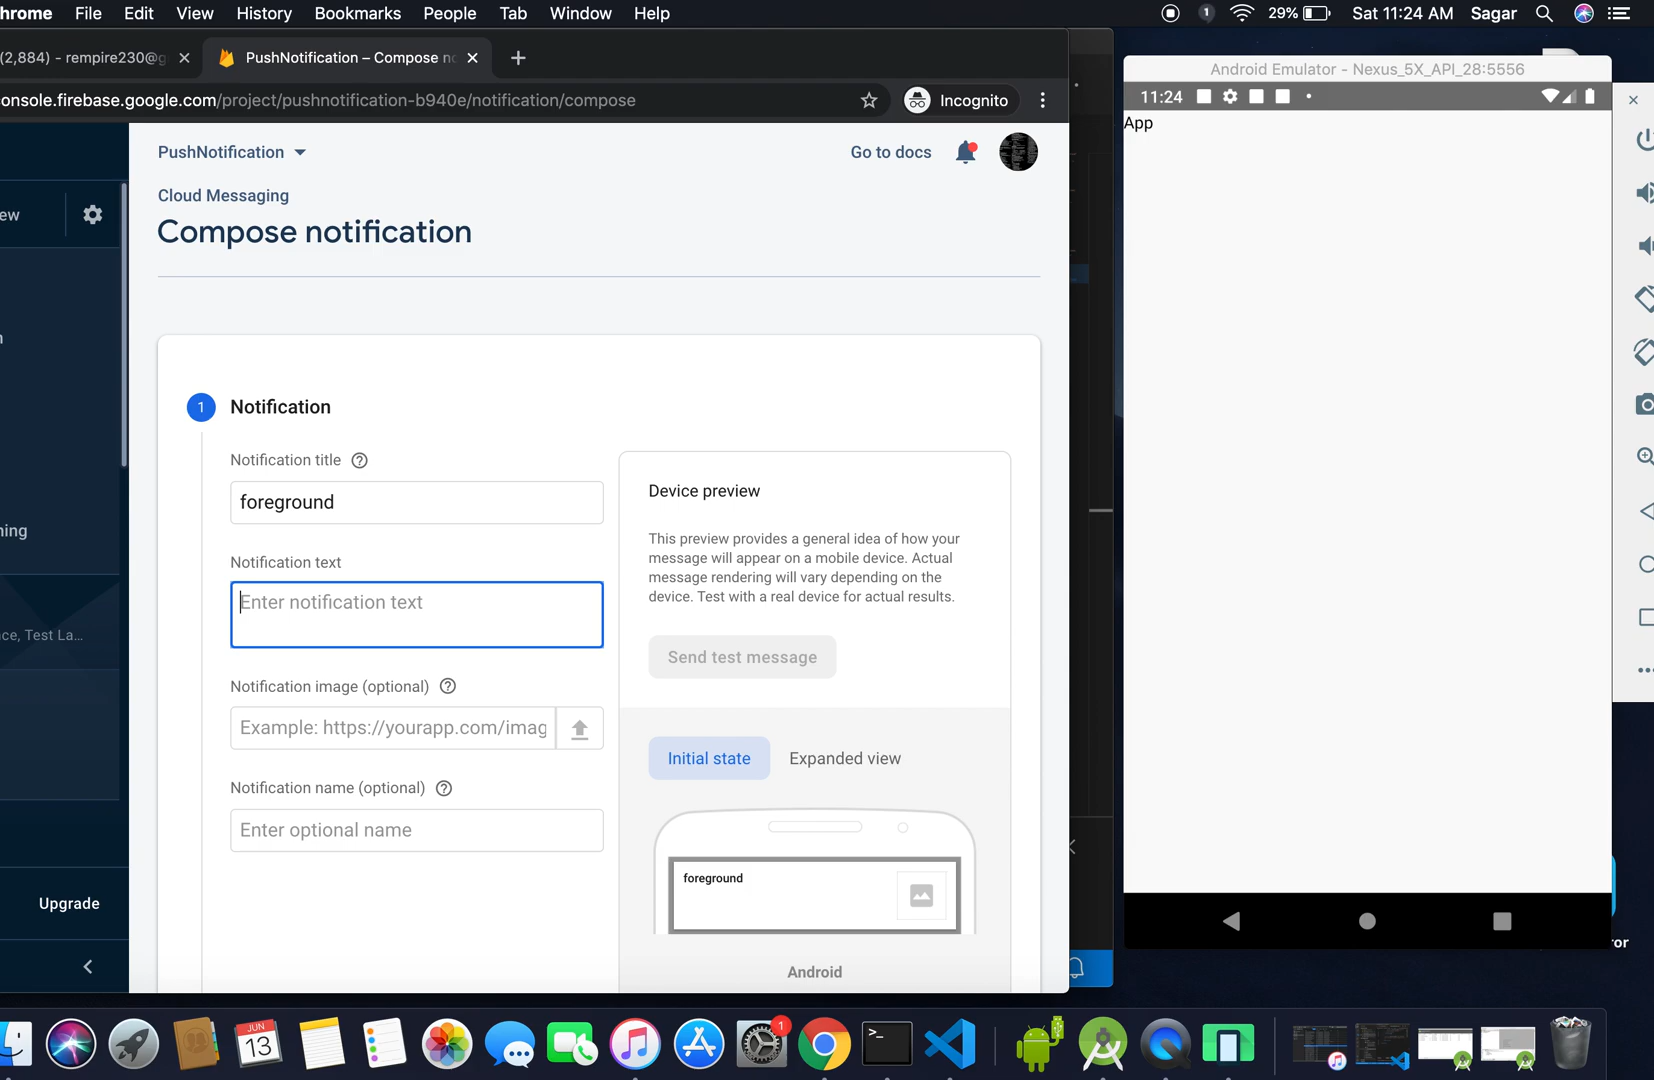 hrome File Edit View History Bookmarks People Tab Window Help 1 29% Sat 11:24 AM Sagar
(2,884) - rempire230@g
PushNotification – Compose no
onsole.firebase.google.com/project/pushnotification-b940e/notification/compose
Incognito
PushNotification
Go to docs
Cloud Messaging
Compose notification
ew
n
ning
ce, Test La...
Upgrade
1 Notification
Notification title
foreground
Notification text
Enter notification text
Notification image (optional)
Example: https://yourapp.com/imag
Notification name (optional)
Enter optional name
Device preview
This preview provides a general idea of how your
message will appear on a mobile device. Actual
message rendering will vary depending on the
device. Test with a real device for actual results.
Send test message
Initial state Expanded view
foreground
Android
Android Emulator - Nexus_5X_API_28:5556
11:24
App
ror
JUN
13
1